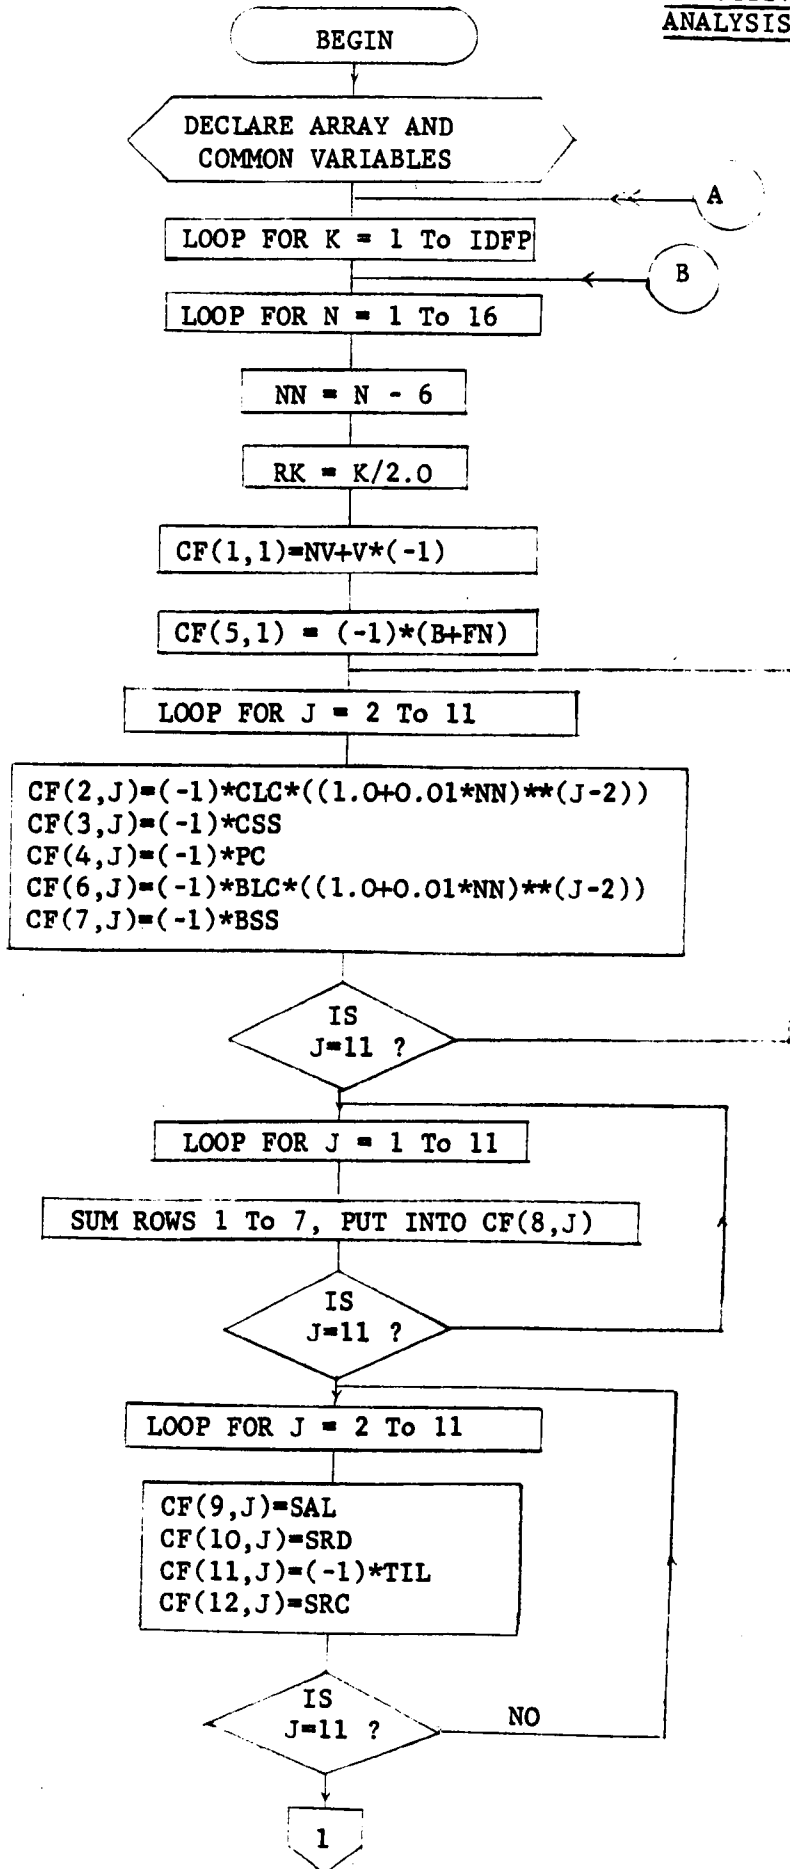 ANALYSIS
BEGIN
DECLARE ARRAY AND
COMMON VARIABLES
A
LOOP FOR K = 1 To IDFP
B
LOOP FOR N = 1 To 16
NN = N - 6
RK = K/2.0
CF(1,1)=NV+V*(-1)
CF(5,1) = (-1)*(B+FN)
LOOP FOR J = 2 To 11
CF(2,J)=(-1)*CLC*((1.0+0.01*NN)**(J-2))
CF(3,J)=(-1)*CSS
CF(4,J)=(-1)*PC
CF(6,J)=(-1)*BLC*((1.0+0.01*NN)**(J-2))
CF(7,J)=(-1)*BSS
IS
J=11 ?
LOOP FOR J = 1 To 11
SUM ROWS 1 To 7, PUT INTO CF(8,J)
IS
J=11 ?
LOOP FOR J = 2 To 11
CF(9,J)=SAL
CF(10,J)=SRD
CF(11,J)=(-1)*TIL
CF(12,J)=SRC
IS
J=11 ?
NO
1